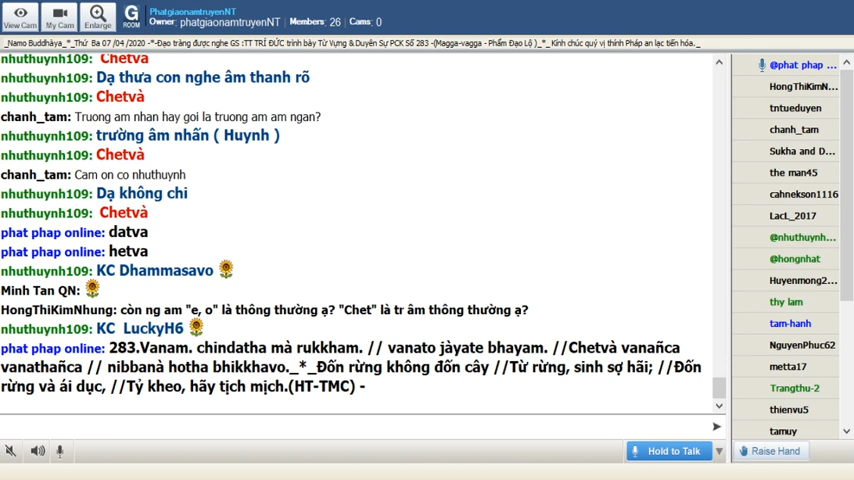 PhatgiaonamtruyenNT
Owner: phatgiaonamtruyenNT | Members: 26 Cams: 0
View Cam My Cam Enlarge G ROOM
_Namo Buddhàya_*_Thứ Ba 07 /04 /2020 -*-Đạo tràng được nghe GS :TT TRÍ ĐỨC trình bày Từ Vựng & Duyên Sự PCK Số 283 -(Magga-vagga - Phẩm Đạo Lộ )_*_ Kính chúc quý vị thính Pháp an lạc tiến hóa._
nhuthuynh109: Chetvà
nhuthuynh109: Dạ thưa con nghe âm thanh rõ
nhuthuynh109: Chetvà
chanh_tam: Truong am nhan hay goi la truong am am ngan?
nhuthuynh109: trường âm nhấn ( Huynh )
nhuthuynh109: Chetvà
chanh_tam: Cam on co nhuthuynh
nhuthuynh109: Dạ không chi
nhuthuynh109: Chetvà
phat phap online: datva
phat phap online: hetva
nhuthuynh109: KC Dhammasavo
Minh Tan QN:
HongThiKimNhung: còn ng am "e, o" là thông thường ạ? "Chet" là tr âm thông thường ạ?
nhuthuynh109: KC LuckyH6
phat phap online: 283.Vanam. chindatha mà rukkham. // vanato jàyate bhayam. //Chetvà vanañca
vanathañca // nibbanà hotha bhikkhavo._*_Đốn rừng không đốn cây //Từ rừng, sinh sợ hãi; //Đốn
rừng và ái dục, //Tỷ kheo, hãy tịch mịch.(HT-TMC) -
@phat phap ...
HongThiKimN...
tntueduyen
chanh_tam
Sukha and D...
the man45
cahnekson1116
LacL_2017
@nhuthuynh...
@hongnhat
Huyenmong2...
thy lam
tam-hanh
NguyenPhuc62
metta17
Trangthu-2
thienvu5
tamuy
Hold to Talk
Raise Hand